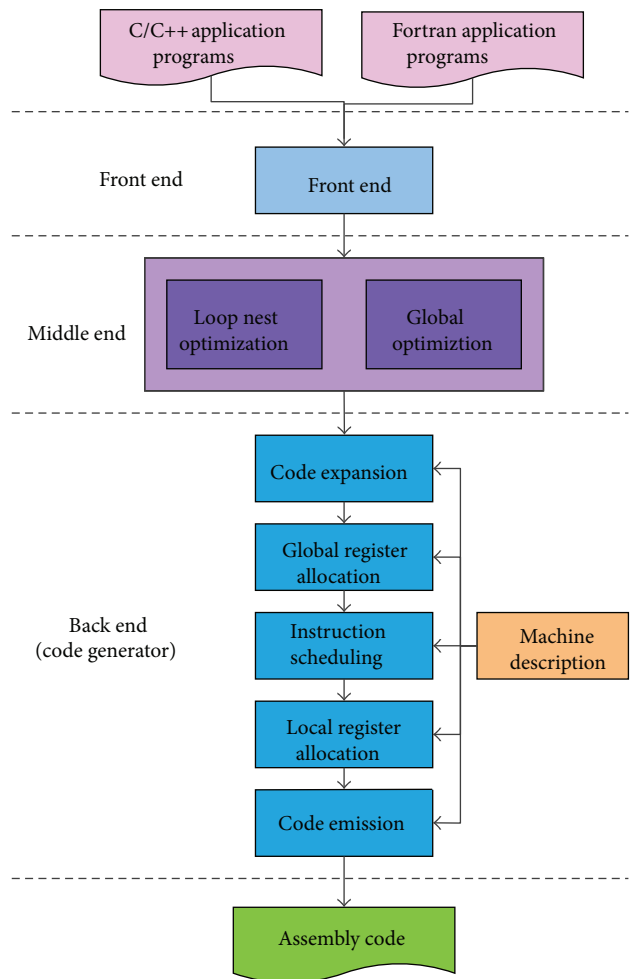 C/C++ application
programs
Fortran application
programs
Front end
Front end
Middle end
Loop nest
optimization
Global
optimiztion
Code expansion
Global register
allocation
Back end
(code generator)
Instruction
scheduling
Machine
description
Local register
allocation
Code emission
Assembly code